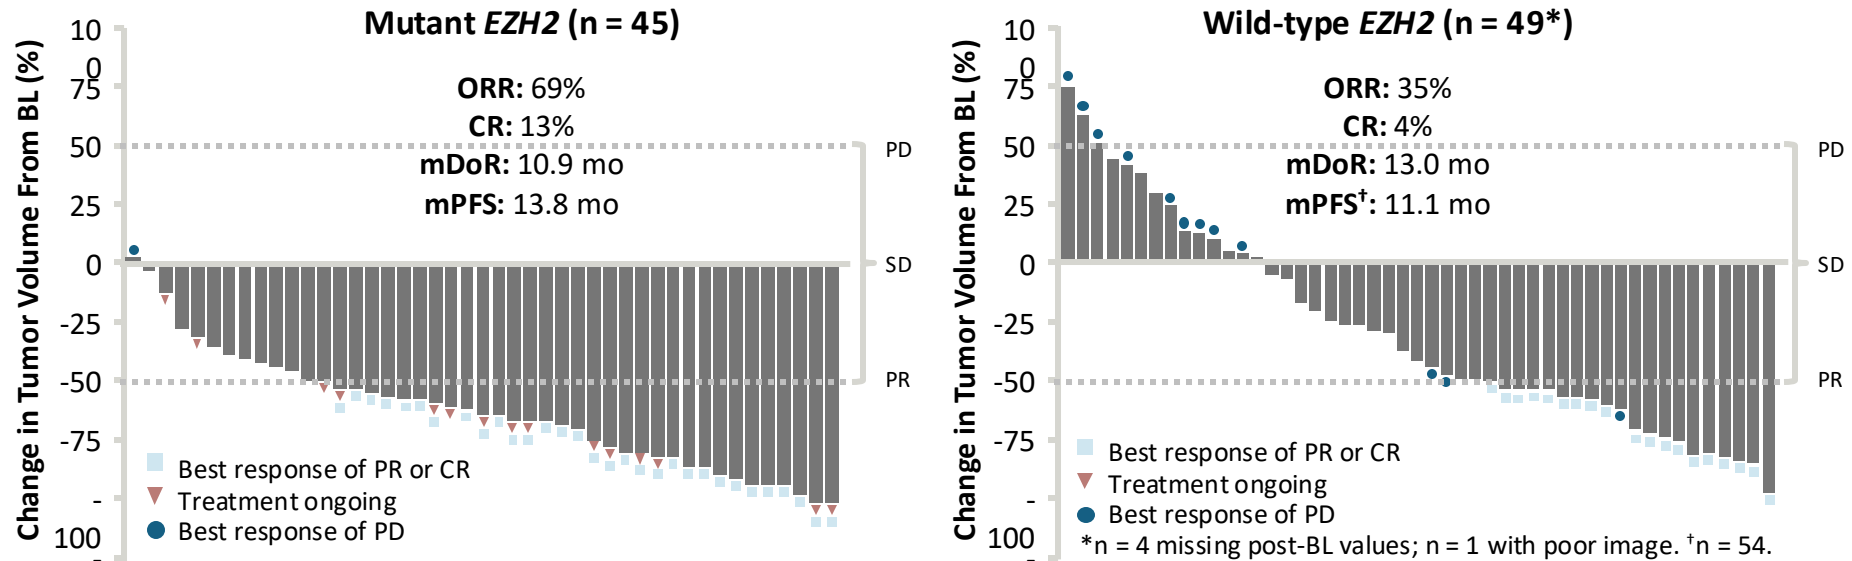 Mutant EZH2 (n = 45)
Change in Tumor Volume From BL (%)
10
0
75
50
25
0
-25
-50
-75
-
100
ORR: 69%
CR: 13%
mDoR: 10.9 mo
mPFS: 13.8 mo
PD
SD
PR
Best response of PR or CR
Treatment ongoing
Best response of PD
Wild-type EZH2 (n = 49*)
Change in Tumor Volume From BL (%)
10
0
75
50
25
0
-25
-50
-75
-
100
ORR: 35%
CR: 4%
mDoR: 13.0 mo
mPFS†: 11.1 mo
PD
SD
PR
Best response of PR or CR
Treatment ongoing
Best response of PD
*n = 4 missing post-BL values; n = 1 with poor image. †n = 54.